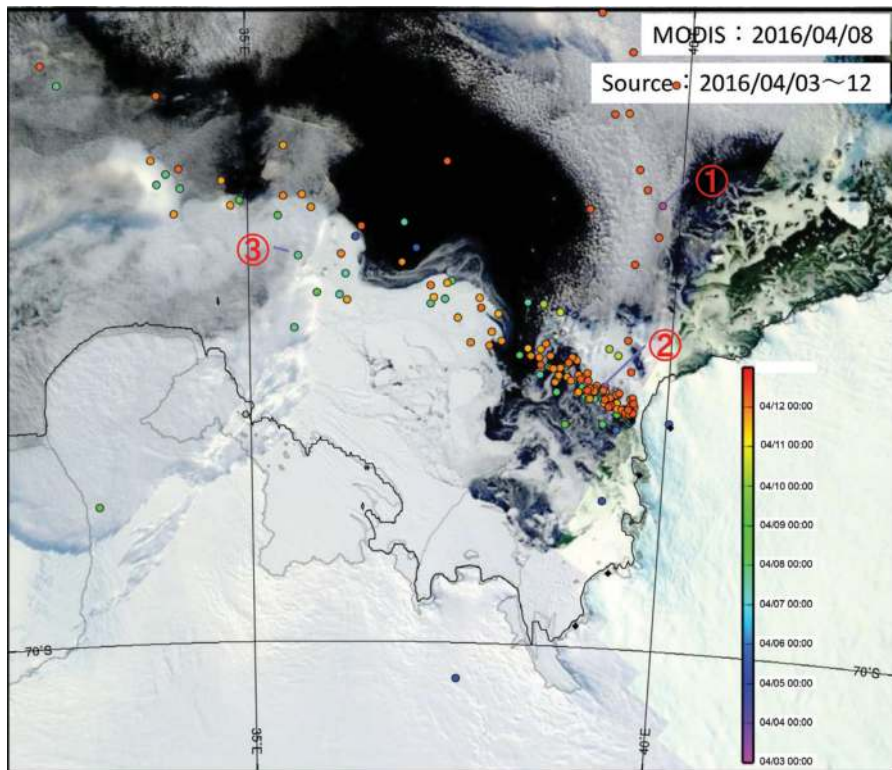 35°E
40°E
MODIS：2016/04/08
Source：2016/04/03～12
①
③
②
04/12 00:00
04/11 00:00
04/10 00:00
04/09 00:00
04/08 00:00
04/07 00:00
04/06 00:00
04/05 00:00
04/04 00:00
04/03 00:00
70°S
70°S
35°E
40°E